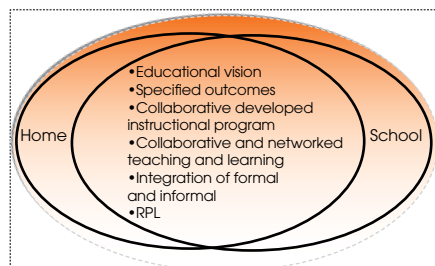 •Educational vision
•Specified outcomes
•Collaborative developed
instructional program
•Collaborative and networked
teaching and learning
•Integration of formal
and informal
•RPL
Home
School